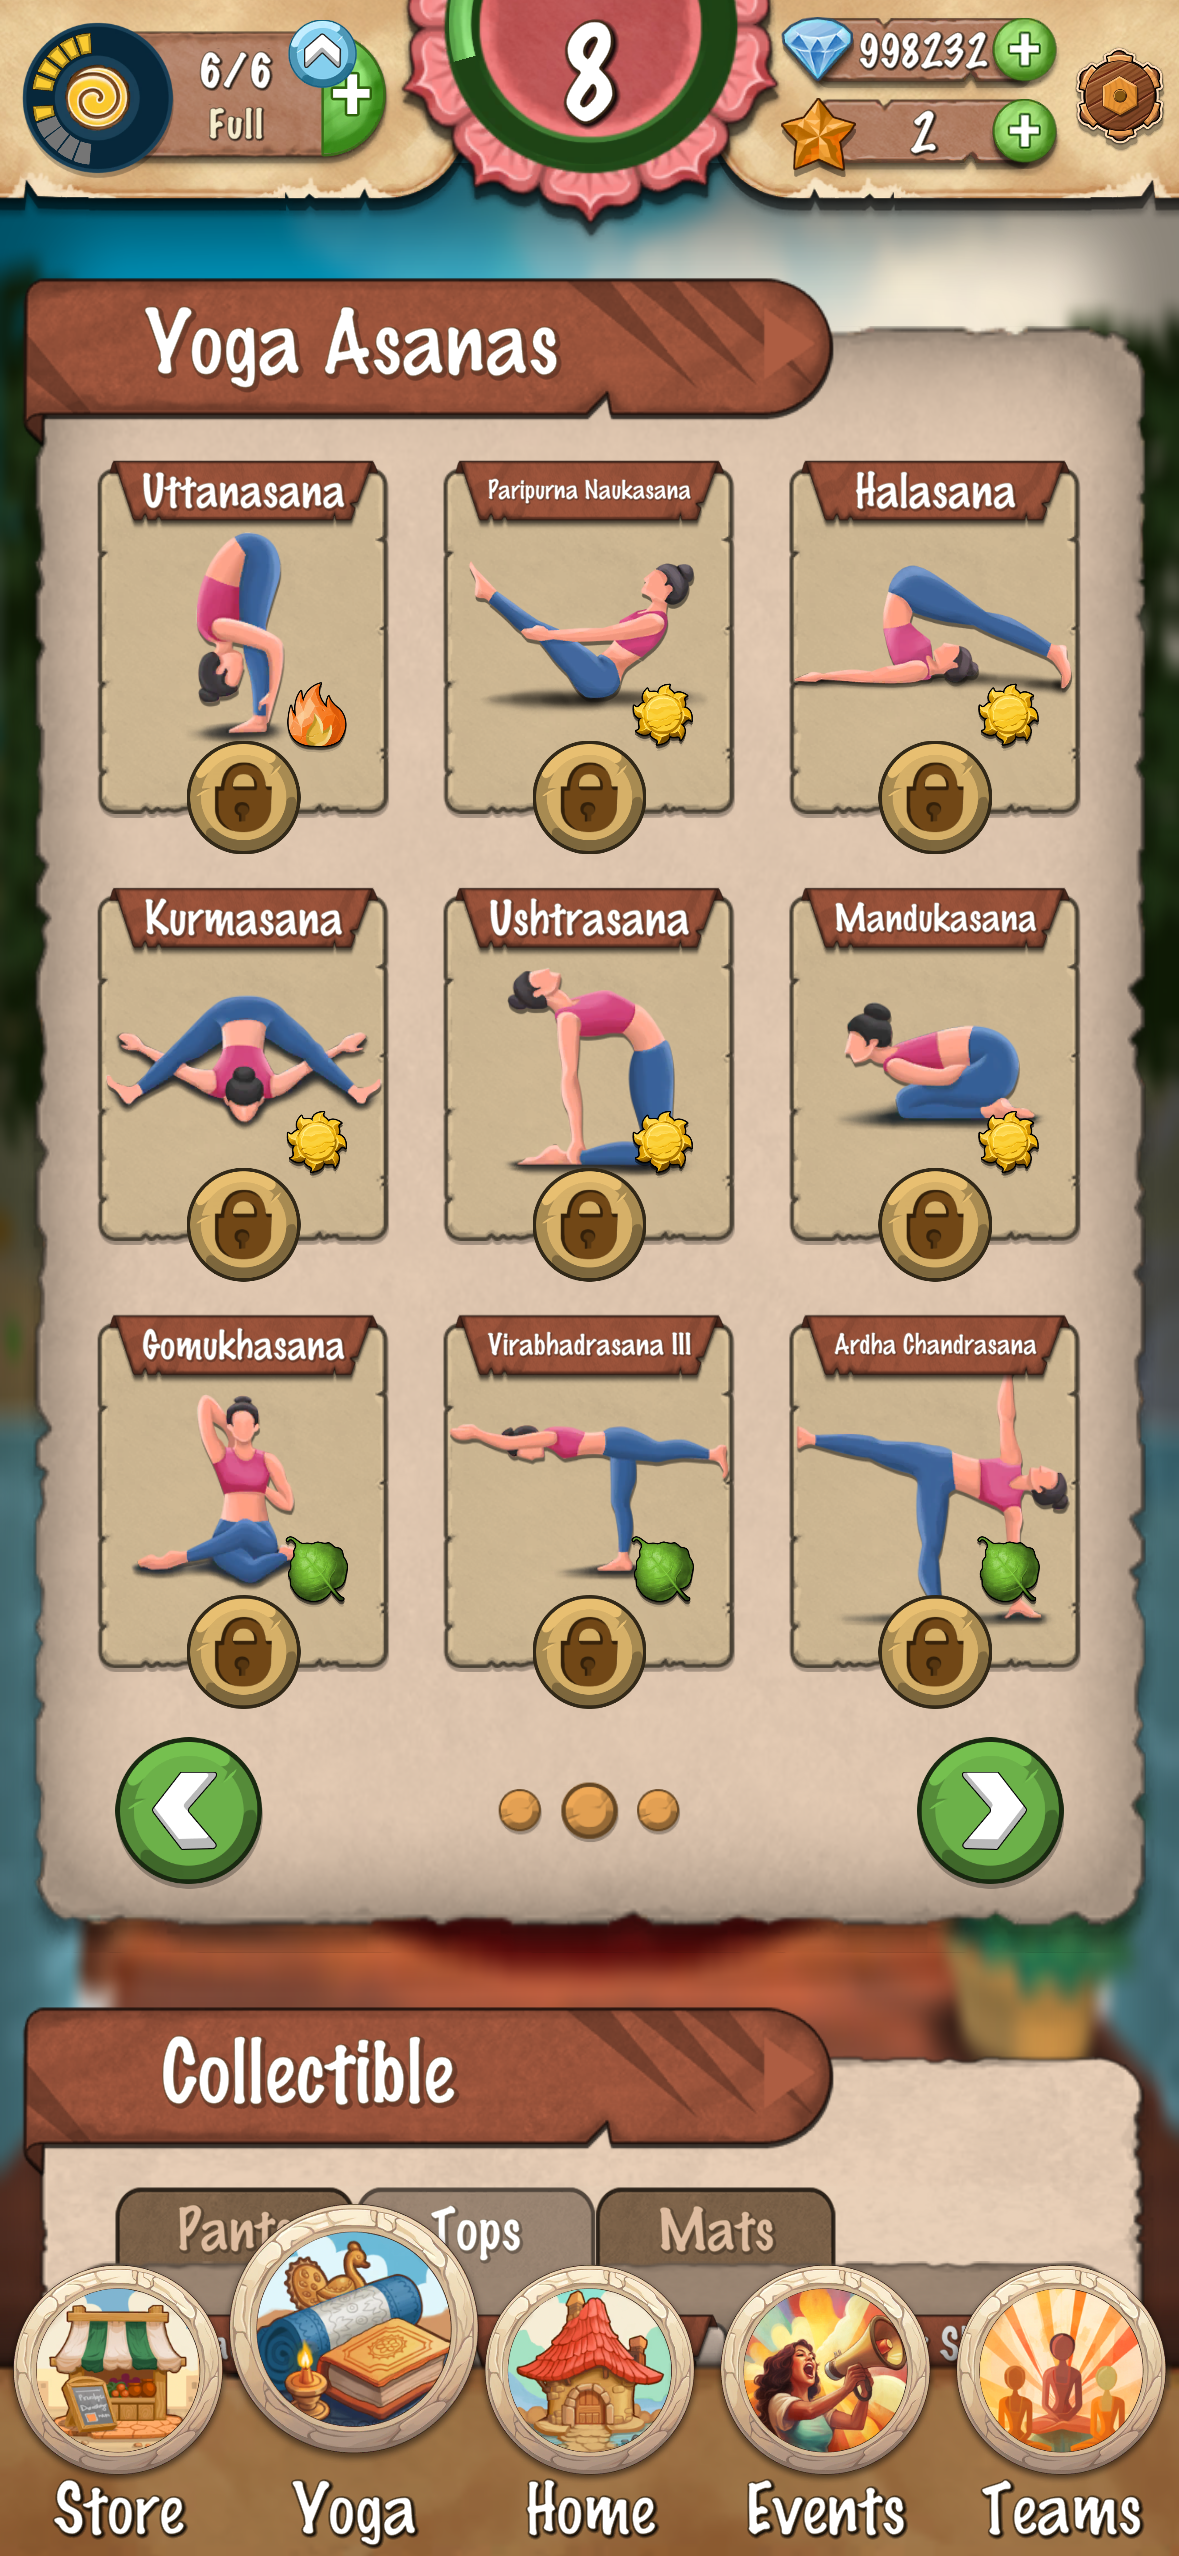 6/6
Full
8
998232
2
Yoga Asanas
Uttanasana
Paripurna Naukasana
Halasana
Kurmasana
Ushtrasana
Mandukasana
Gomukhasana
Virabhadrasana III
Ardha Chandrasana
Collectible
Pants
Tops
Mats
Store
Yoga
Home
Events
Teams